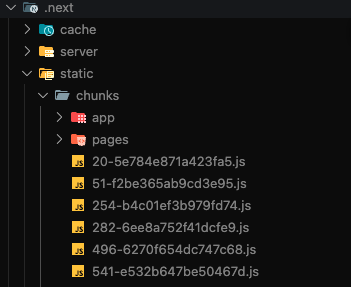 .next
cache
server
static
chunks
app
pages
JS 20-5e784e871a423fa5.js
JS 51-f2be365ab9cd3e95.js
JS 254-b4c01ef3b979fd74.js
JS 282-6ee8a752f41dcfe9.js
JS 496-6270f654dc747c68.js
JS 541-e532b647be50467d.js